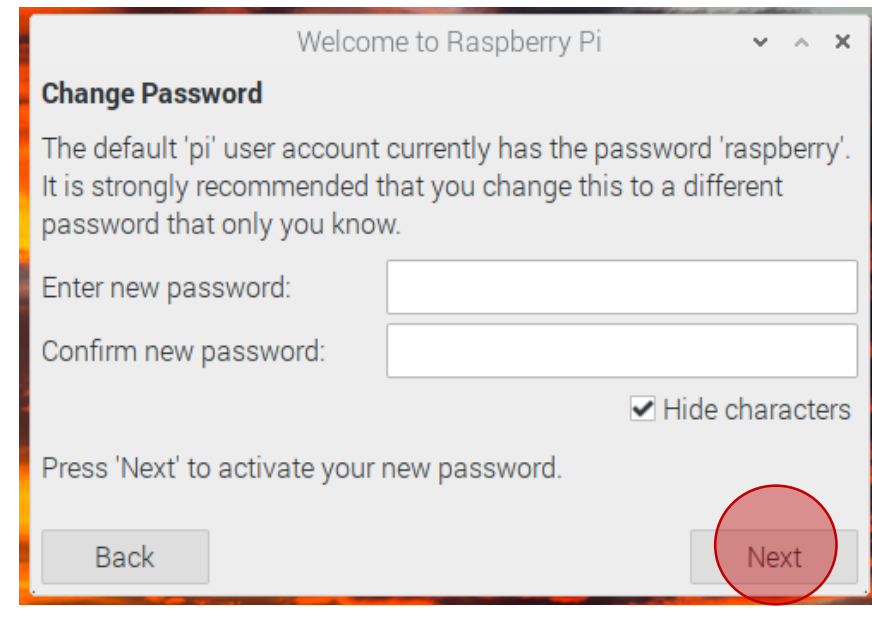 Welcome to Raspberry Pi
Change Password
The default 'pi' user account currently has the password 'raspberry'.
It is strongly recommended that you change this to a different
password that only you know.
Enter new password:
Confirm new password:
Hide characters
Press 'Next' to activate your new password.
Back
Next